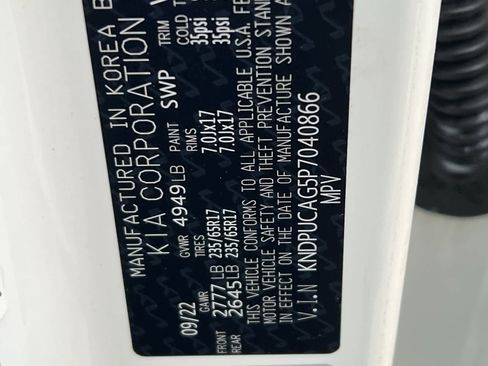 MANUFACTURED IN KOREA B
KIA CORPORATION
09/22 GVWR 4949 LB PAINT SWP TRIM
GAWR TIRES RIMS COLD
FRONT 2777 LB 235/65R17 7.0Jx17 35psi
REAR 2645 LB 235/65R17 7.0Jx17 35psi
THIS VEHICLE CONFORMS TO ALL APPLICABLE U.S.A. FE
MOTOR VEHICLE SAFETY AND THEFT PREVENTION STAN
IN EFFECT ON THE DATE OF MANUFACTURE SHOWN A
V.I.N KNDPUCAG5P7040866
MPV